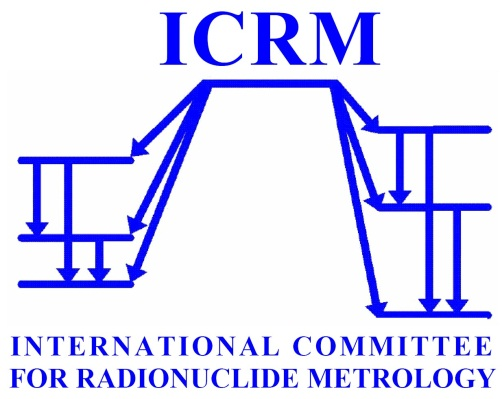 ICRM
INTERNATIONAL COMMITTEE
FOR RADIONUCLIDE METROLOGY